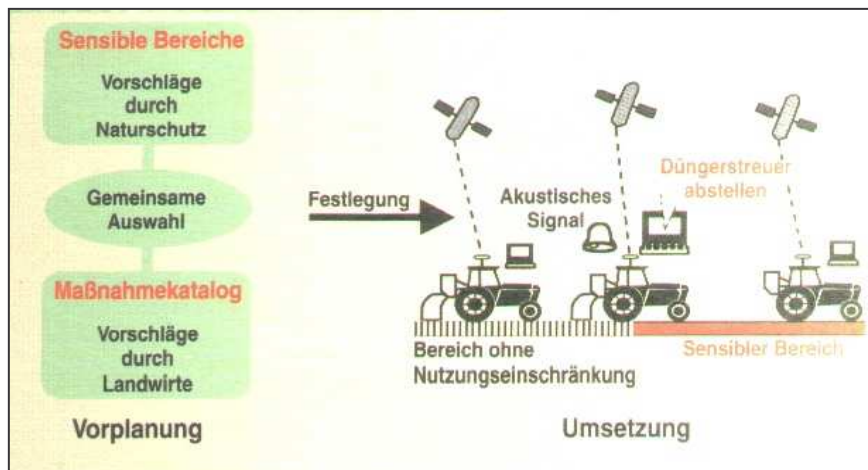 Sensible Bereiche
Vorschläge
durch
Naturschutz
Gemeinsame
Auswahl
Maßnahmekatalog
Vorschläge
durch
Landwirte
Vorplanung
Festlegung
Akustisches
Signal
Düngerstreuer
abstellen
Bereich ohne
Nutzungseinschränkung
Sensibler Bereich
Umsetzung